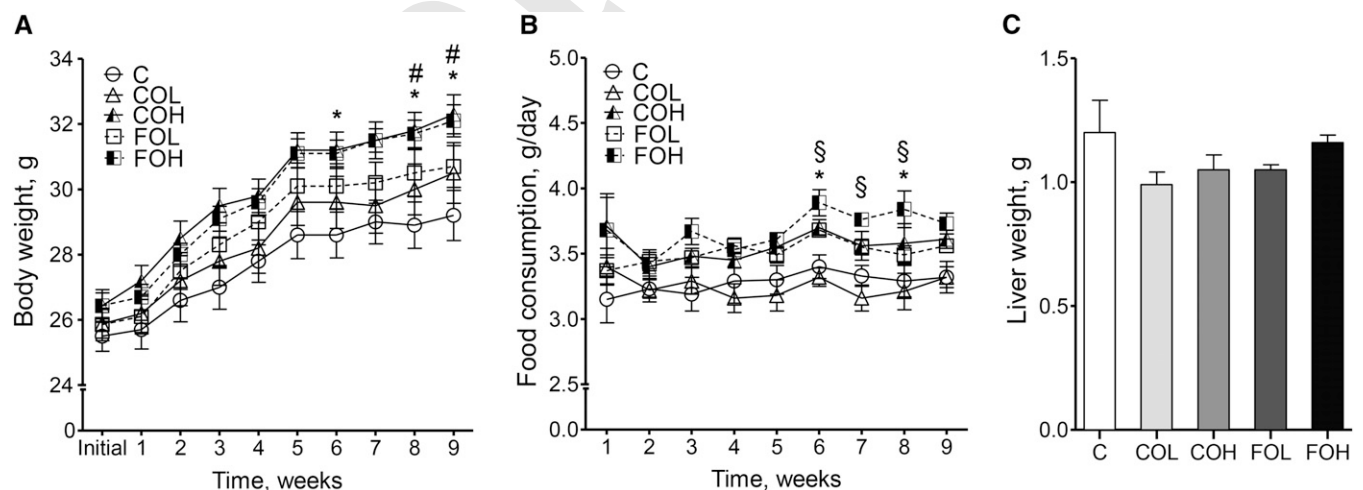 A
Body weight, g
34
32
30
28
26
24
0
C
COL
COH
FOL
FOH
*
#
*
#
*
Initial 1 2 3 4 5 6 7 8 9
Time, weeks
B
Food consumption, g/day
5.0
4.5
4.0
3.5
3.0
2.5
0.0
C
COL
COH
FOL
FOH
§
*
§
§
*
1 2 3 4 5 6 7 8 9
Time, weeks
C
Liver weight, g
1.5
1.0
0.5
0.0
C COL COH FOL FOH